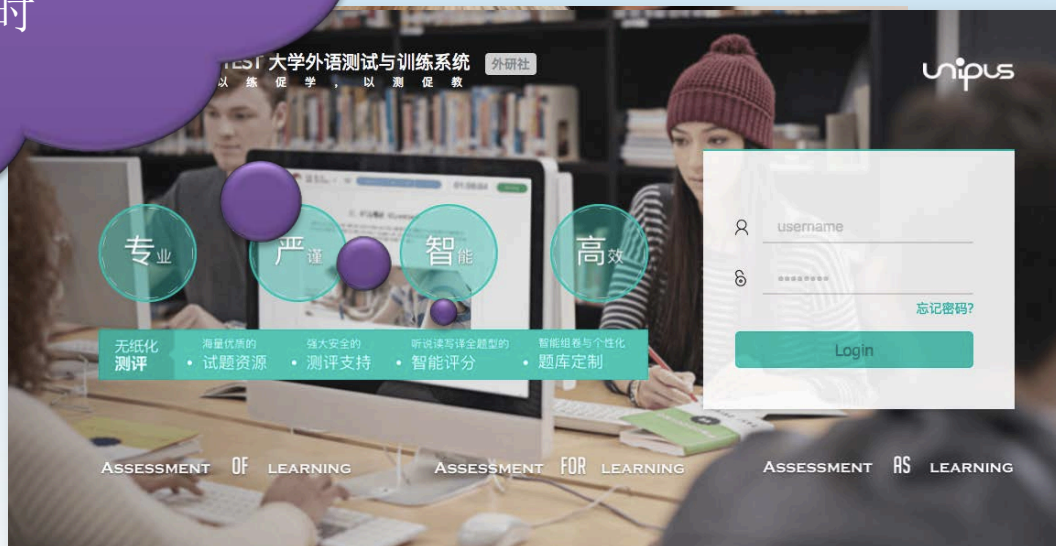 时
TEST 大学外语测试与训练系统 外研社
以练促学，以测促教
unipus
专业
严谨
智能
高效
username
忘记密码?
Login
无纸化
测评
海量优质的
• 试题资源
强大安全的
• 测评支持
听说读写译全题型的
• 智能评分
智能组卷与个性化
• 题库定制
ASSESSMENT OF LEARNING
ASSESSMENT FOR LEARNING
ASSESSMENT AS LEARNING